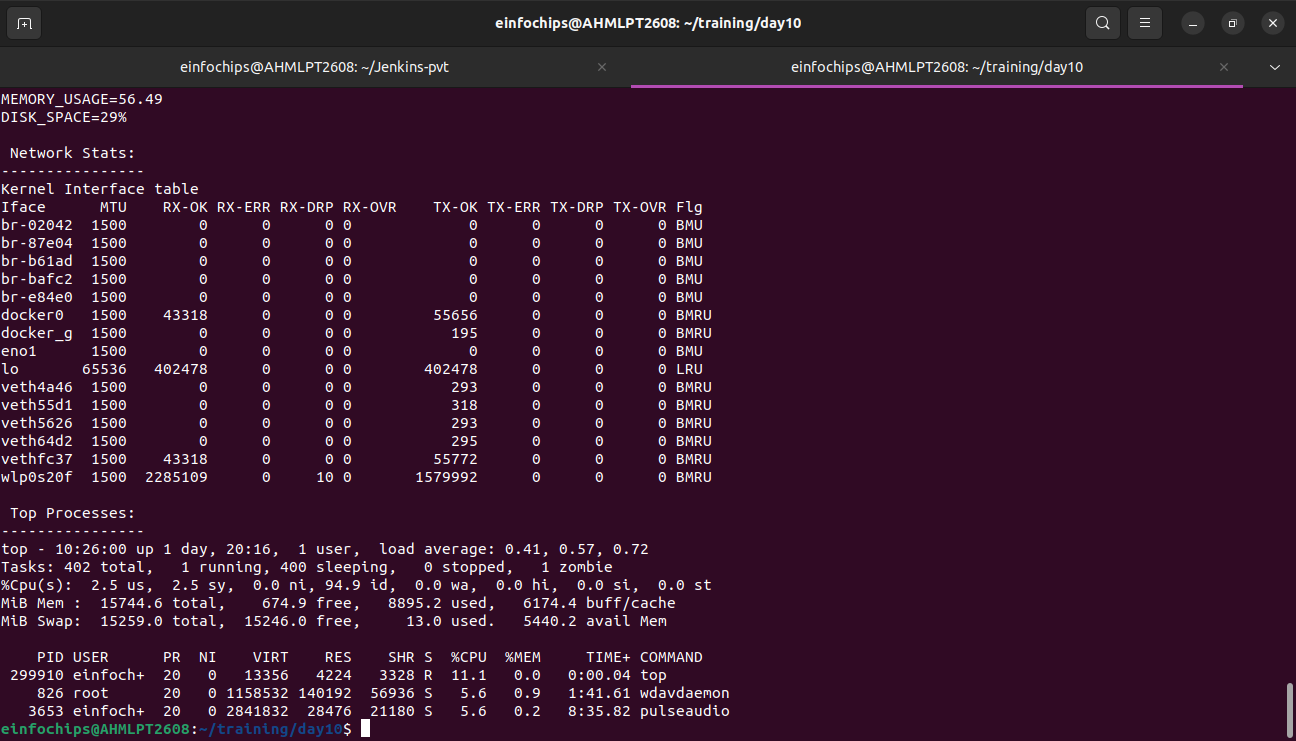 einfochips@AHMLPT2608: ~/training/day10
einfochips@AHMLPT2608: ~/Jenkins-pvt
einfochips@AHMLPT2608: ~/training/day10
MEMORY_USAGE=56.49
DISK_SPACE=29%
Network Stats:
----------------
Kernel Interface table
Iface      MTU    RX-OK RX-ERR RX-DRP RX-OVR    TX-OK TX-ERR TX-DRP TX-OVR Flg
br-02042  1500        0      0      0 0             0      0      0      0 BMU
br-87e04  1500        0      0      0 0             0      0      0      0 BMU
br-b61ad  1500        0      0      0 0             0      0      0      0 BMU
br-bafc2  1500        0      0      0 0             0      0      0      0 BMU
br-e84e0  1500        0      0      0 0             0      0      0      0 BMU
docker0   1500    43318      0      0 0         55656      0      0      0 BMRU
docker_g  1500        0      0      0 0           195      0      0      0 BMRU
eno1      1500        0      0      0 0             0      0      0      0 BMU
lo       65536   402478      0      0 0        402478      0      0      0 LRU
veth4a46  1500        0      0      0 0           293      0      0      0 BMRU
veth55d1  1500        0      0      0 0           318      0      0      0 BMRU
veth5626  1500        0      0      0 0           293      0      0      0 BMRU
veth64d2  1500        0      0      0 0           295      0      0      0 BMRU
vethfc37  1500    43318      0      0 0         55772      0      0      0 BMRU
wlp0s20f  1500  2285109      0     10 0       1579992      0      0      0 BMRU
Top Processes:
----------------
top - 10:26:00 up 1 day, 20:16,  1 user,  load average: 0.41, 0.57, 0.72
Tasks: 402 total,   1 running, 400 sleeping,   0 stopped,   1 zombie
%Cpu(s):  2.5 us,  2.5 sy,  0.0 ni, 94.9 id,  0.0 wa,  0.0 hi,  0.0 si,  0.0 st
MiB Mem :  15744.6 total,    674.9 free,   8895.2 used,   6174.4 buff/cache
MiB Swap:  15259.0 total,  15246.0 free,     13.0 used.   5440.2 avail Mem
PID USER      PR  NI    VIRT    RES    SHR S  %CPU  %MEM     TIME+ COMMAND
299910 einfoch+  20   0   13356   4224   3328 R  11.1   0.0   0:00.04 top
826 root      20   0 1158532 140192  56936 S   5.6   0.9   1:41.61 wdavdaemon
3653 einfoch+  20   0 2841832  28476  21180 S   5.6   0.2   8:35.82 pulseaudio
einfochips@AHMLPT2608:~/training/day10$